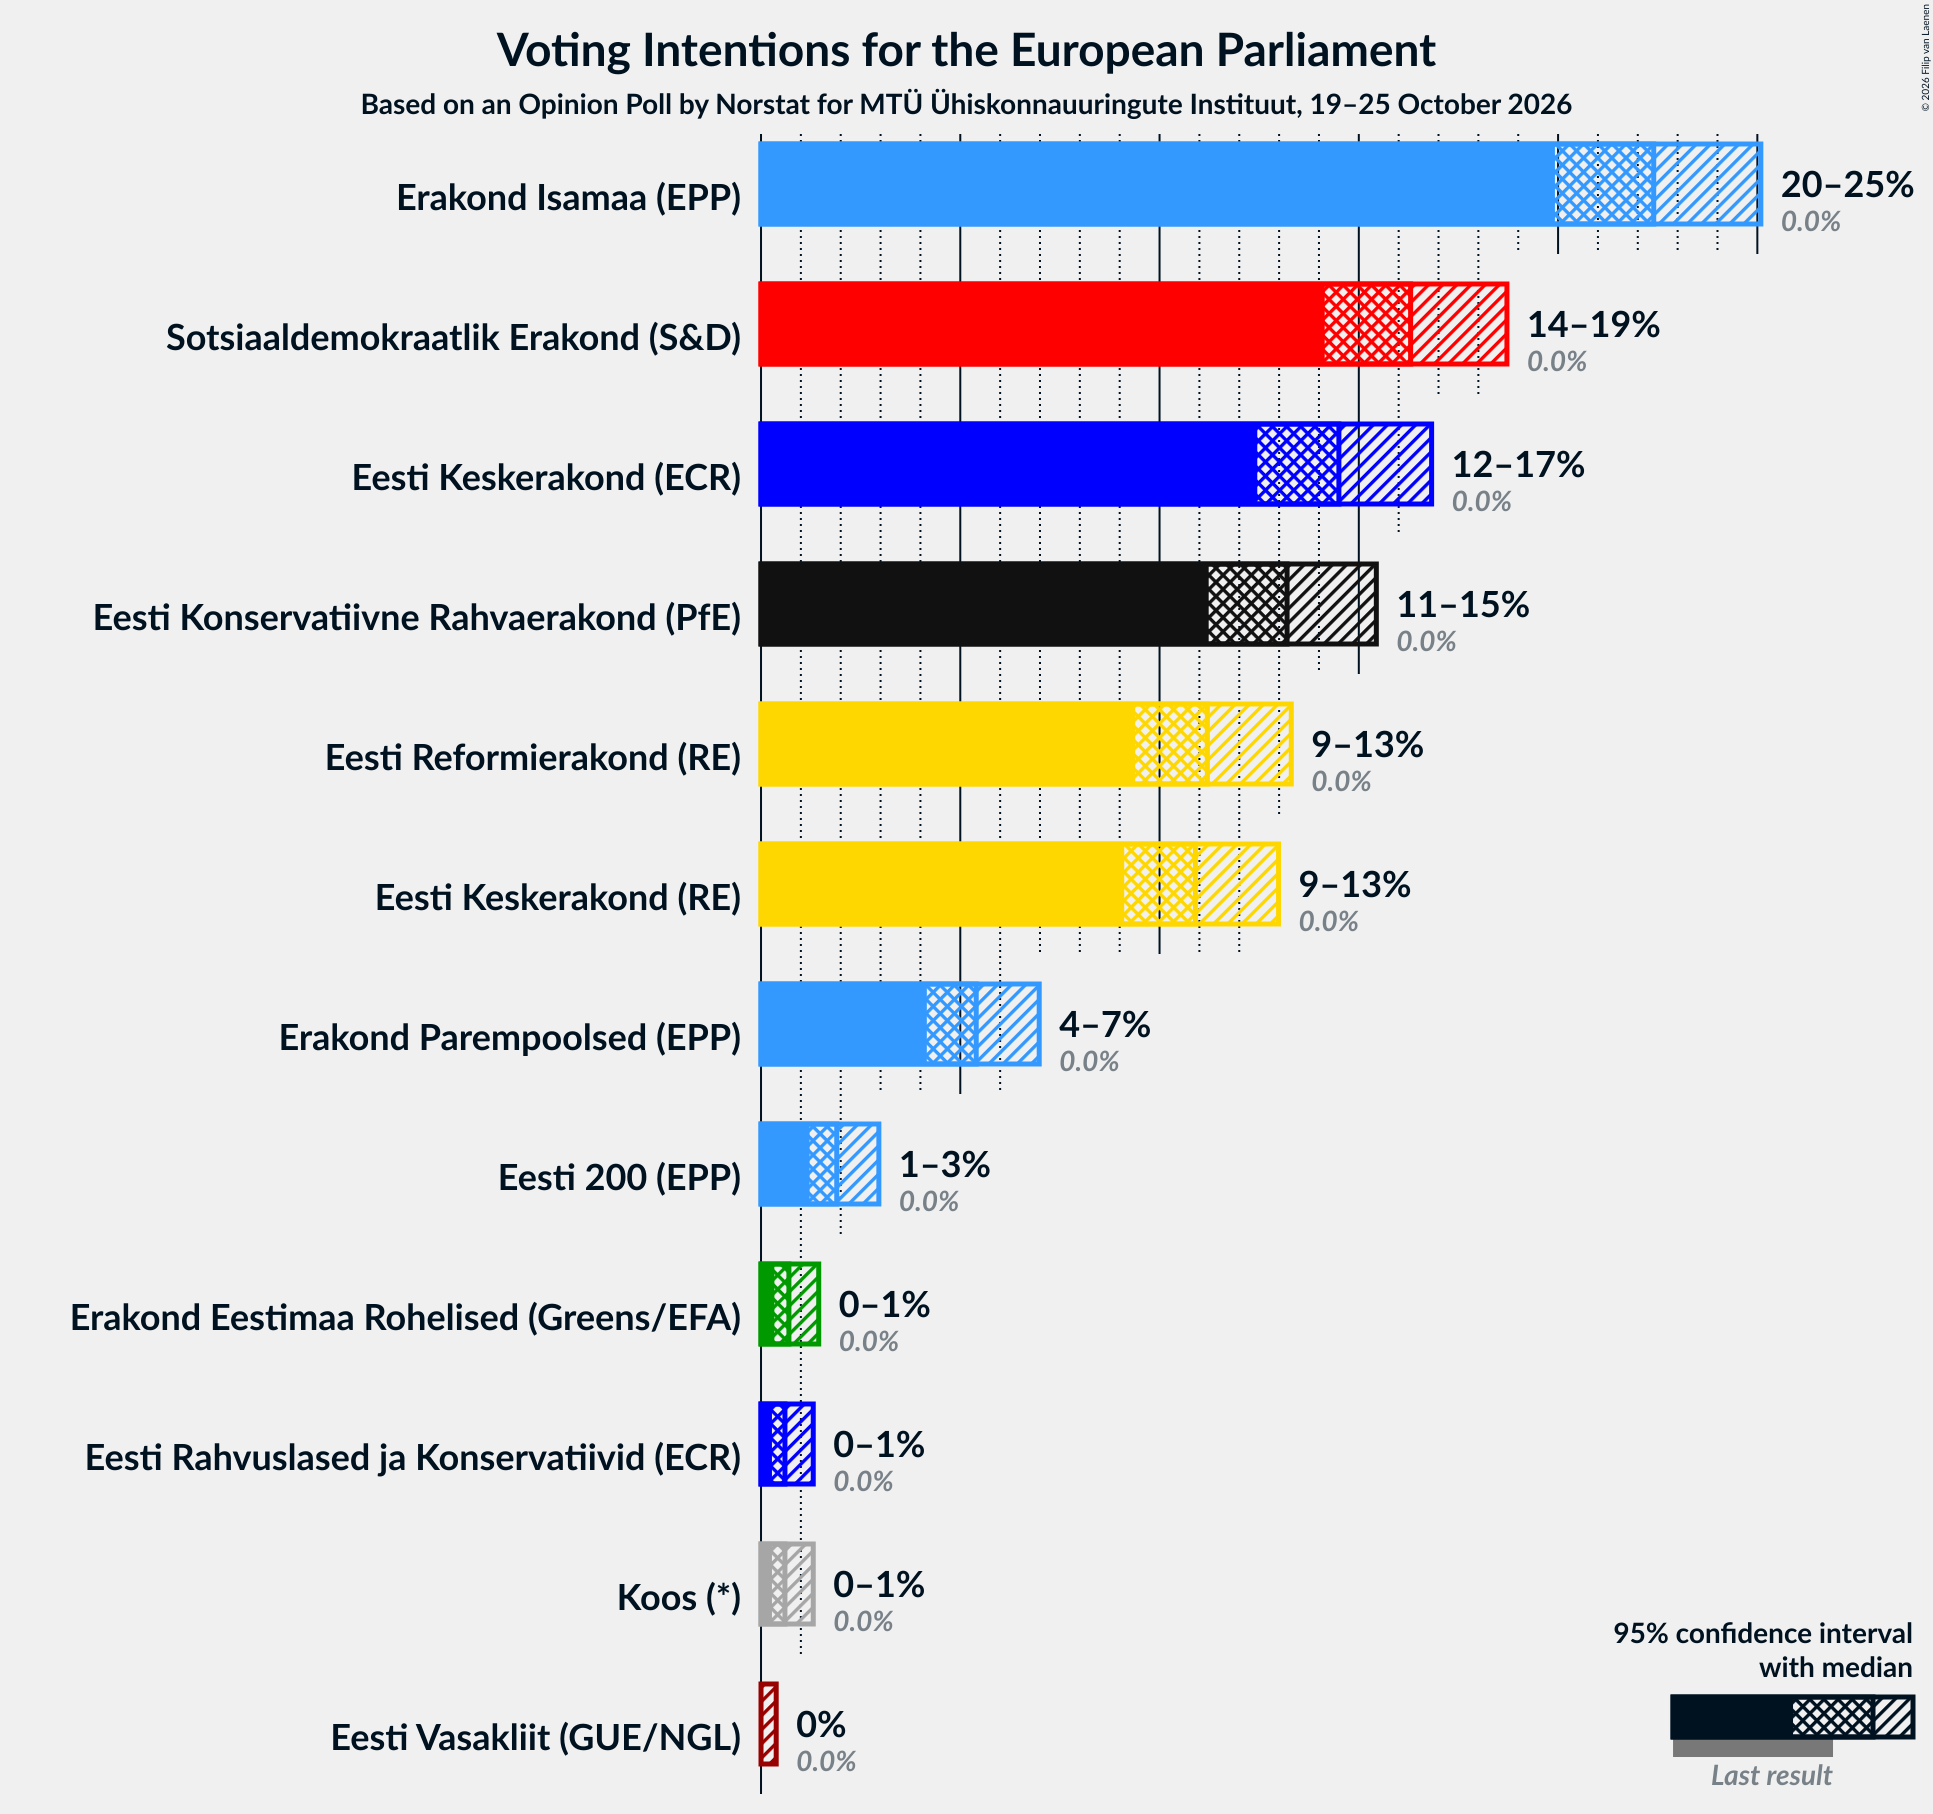 Voting Intentions for the European Parliament
Based on an Opinion Poll by Norstat for MTÜ Ühiskonnauuringute Instituut, 19–25 October 2026
© 2026 Filip van Laenen
Erakond Isamaa (EPP)
20–25%
0.0%
Sotsiaaldemokraatlik Erakond (S&D)
14–19%
0.0%
Eesti Keskerakond (ECR)
12–17%
0.0%
Eesti Konservatiivne Rahvaerakond (PfE)
11–15%
0.0%
Eesti Reformierakond (RE)
9–13%
0.0%
Eesti Keskerakond (RE)
9–13%
0.0%
Erakond Parempoolsed (EPP)
4–7%
0.0%
Eesti 200 (EPP)
1–3%
0.0%
Erakond Eestimaa Rohelised (Greens/EFA)
0–1%
0.0%
Eesti Rahvuslased ja Konservatiivid (ECR)
0–1%
0.0%
Koos (*)
0–1%
0.0%
Eesti Vasakliit (GUE/NGL)
0%
0.0%
95% confidence interval
with median
Last result